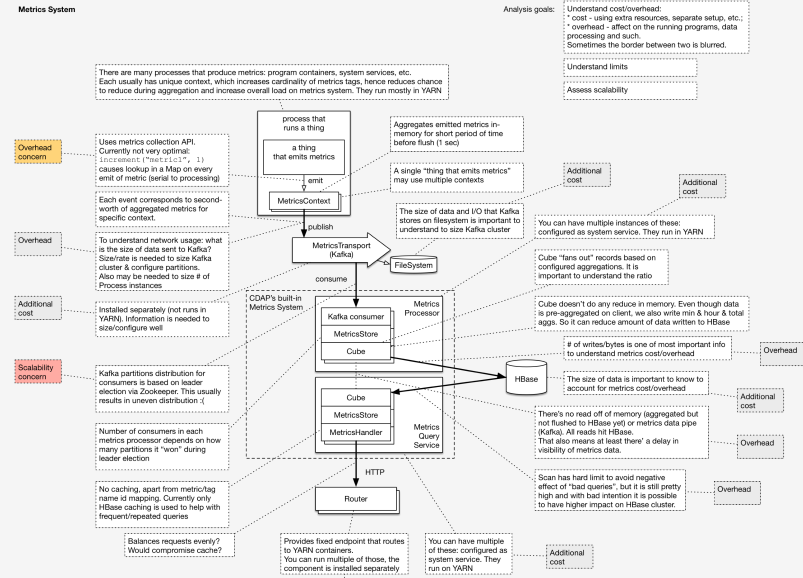 Metrics System
Analysis goals:
Understand cost/overhead:
* cost - using extra resources, separate setup, etc.;
* overhead - affect on the running programs, data
processing and such.
Sometimes the border between two is blurred.
Understand limits
Assess scalability
There are many processes that produce metrics: program containers, system services, etc.
Each usually has unique context, which increases cardinality of metrics tags, hence reduces chance
to reduce during aggregation and increase overall load on metrics system. They run mostly in YARN
process that
runs a thing
a thing
that emits metrics
emit
MetricsContext
publish
Aggregates emitted metrics in-
memory for short period of time
before flush (1 sec)
A single “thing that emits metrics”
may use multiple contexts
Overhead
concern
Uses metrics collection API.
Currently not very optimal:
increment(“metric1”, 1)
causes lookup in a Map on every
emit of metric (serial to processing)
Each event corresponds to second-
worth of aggregated metrics for
specific context.
Overhead
To understand network usage: what
is the size of data sent to Kafka?
Size/rate is needed to size Kafka
cluster & configure partitions.
Also may be needed to size # of
Process instances
Additional
cost
Installed separately (not runs in
YARN). Information is needed to
size/configure well
MetricsTransport
(Kafka)
FileSystem
consume
The size of data and I/O that Kafka
stores on filesystem is important to
understand to size Kafka cluster
Additional
cost
Additional
cost
You can have multiple instances of these:
configured as system service. They run in YARN
Cube “fans out” records based on
configured aggregations. It is
important to understand the ratio
CDAP's built-in
Metrics System
Metrics
Processor
Kafka consumer
MetricsStore
Cube
Cube doesn't do any reduce in memory. Even though data
is pre-aggregated on client, we also write min & hour & total
aggs. So it can reduce amount of data written to HBase
# of writes/bytes is one of most important info
to understand metrics cost/overhead
Overhead
HBase
The size of data is important to know to
account for metrics cost/overhead
Additional
cost
Scalability
concern
Kafka partitions distribution for
consumers is based on leader
election via Zookeeper. This usually
results in uneven distribution :(
Number of consumers in each
metrics processor depends on how
many partitions it “won” during
leader election
Cube
MetricsStore
MetricsHandler
Metrics
Query
Service
There's no read off of memory (aggregated but
not flushed to HBase yet) or metrics data pipe
(Kafka). All reads hit HBase.
That also means at least there' a delay in
visibility of metrics data.
Overhead
Scan has hard limit to avoid negative
effect of “bad queries”, but it is still pretty
high and with bad intention it is possible
to have higher impact on HBase cluster.
Overhead
No caching, apart from metric/tag
name id mapping. Currently only
HBase caching is used to help with
frequent/repeated queries
HTTP
Router
Balances requests evenly?
Would compromise cache?
Provides fixed endpoint that routes
to YARN containers.
You can run multiple of those, the
component is installed separately
You can have multiple
of these: configured as
system service. They
run on YARN
Additional
cost